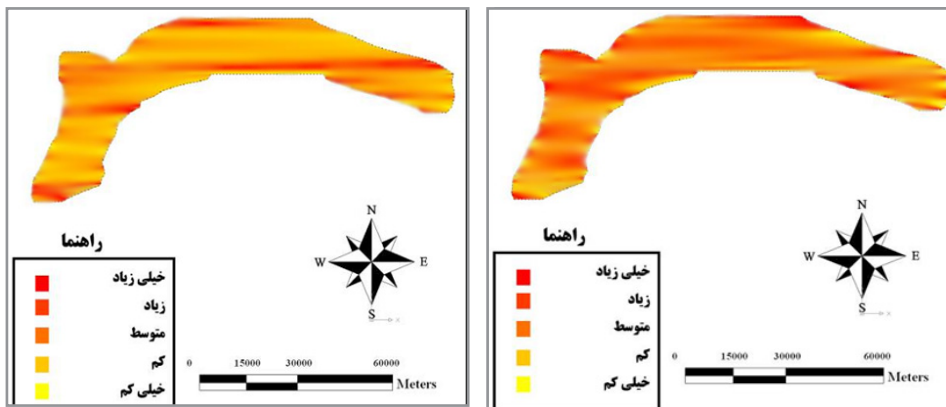 N
W E
S
x
راهنما
خیلی زیاد
زیاد
متوسط
کم
خیلی کم
0 15000 30000 60000
Meters
N
W E
S
x
راهنما
خیلی زیاد
زیاد
متوسط
کم
خیلی کم
0 15000 30000 60000
Meters